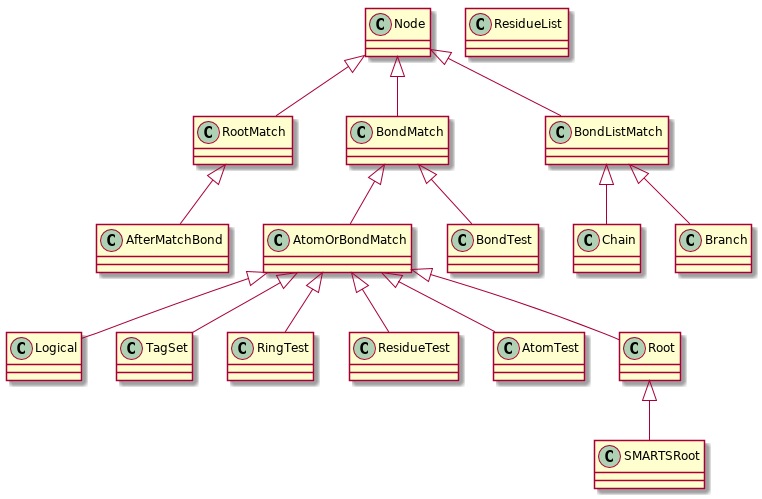 C Node
C ResidueList
C RootMatch
C BondMatch
C BondListMatch
C AfterMatchBond
C AtomOrBondMatch
C BondTest
C Chain
C Branch
C Logical
C TagSet
C RingTest
C ResidueTest
C AtomTest
C Root
C SMARTSRoot